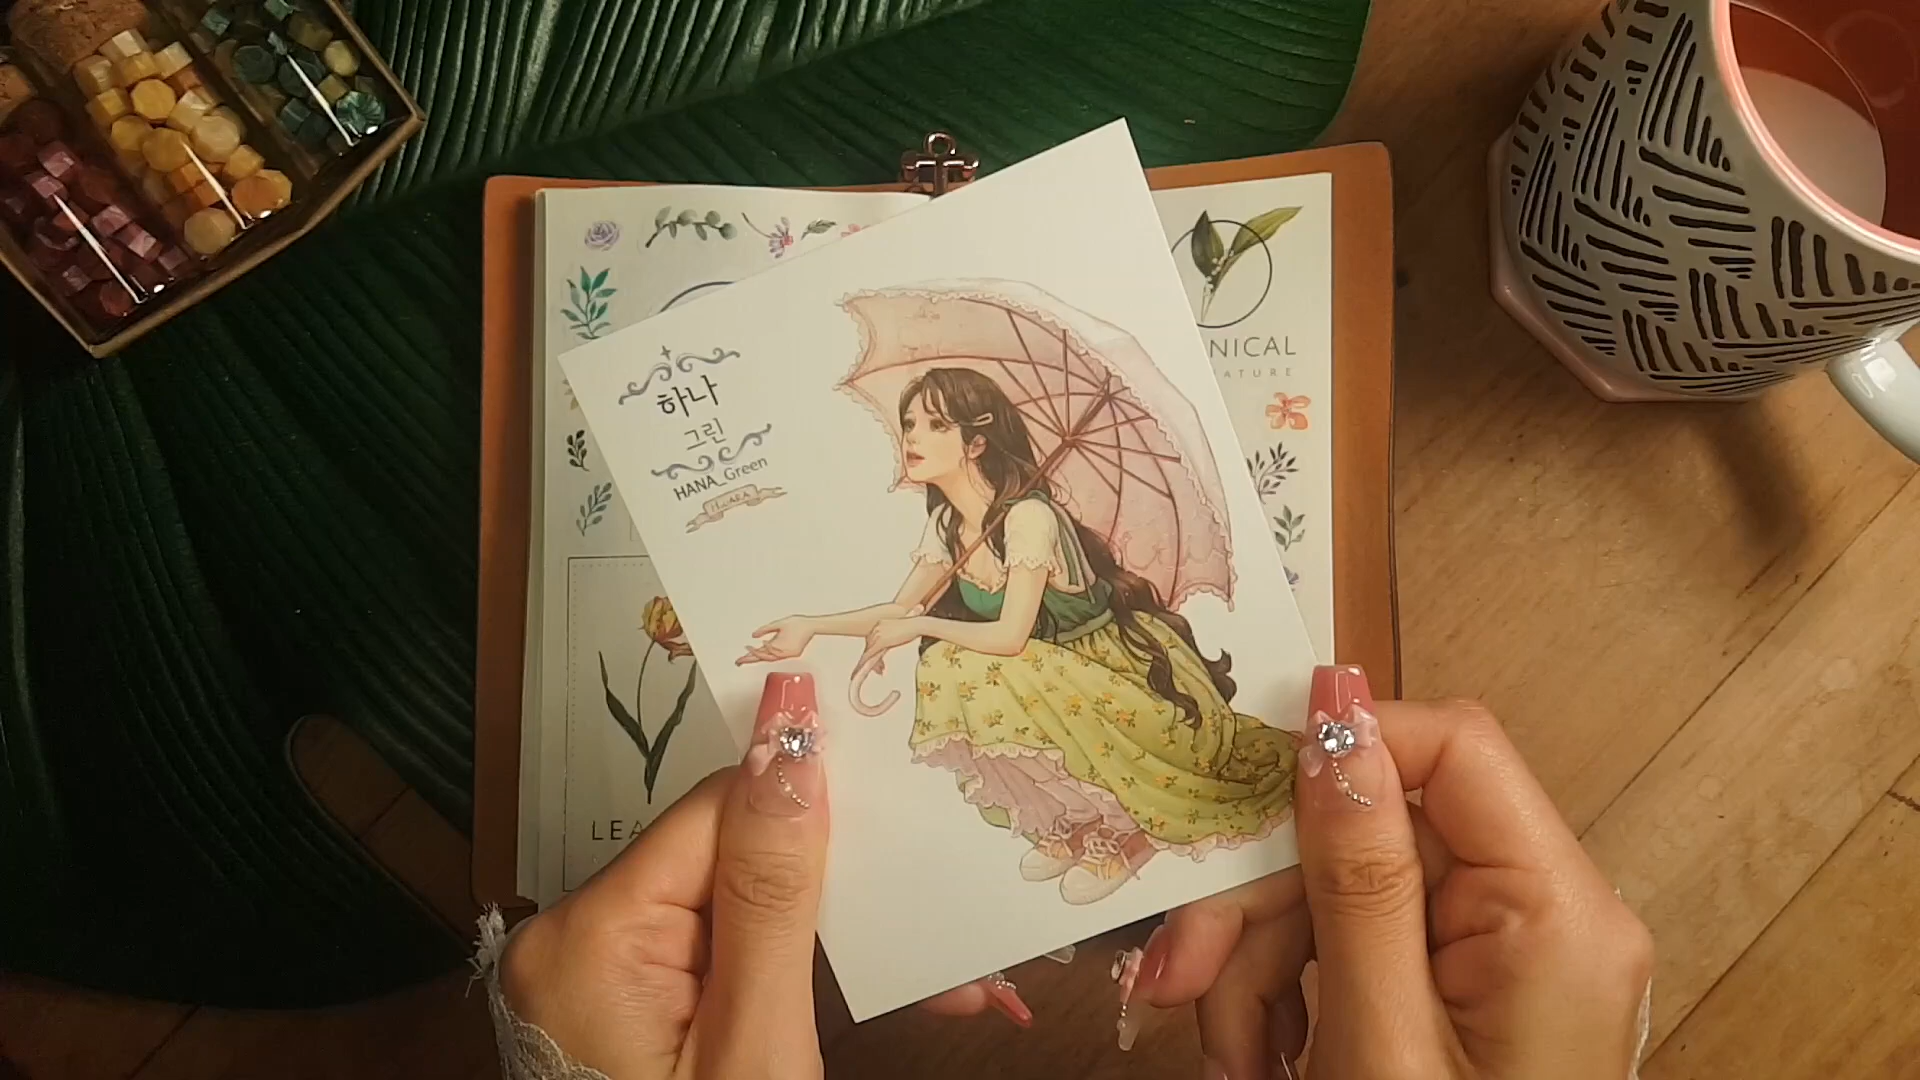 하나
그린
HANA_Green
NICAL
ATURE
LEA